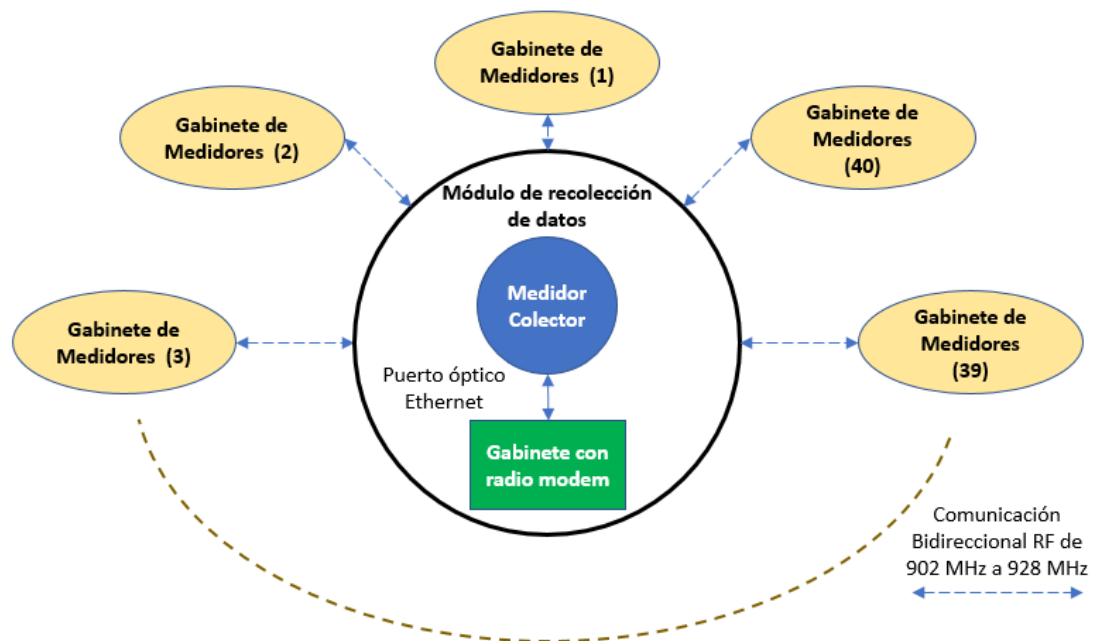 Gabinete de
Medidores (1)
Gabinete de
Medidores (2)
Gabinete de
Medidores
(40)
Módulo de recolección
de datos
Medidor
Colector
Gabinete de
Medidores (3)
Gabinete de
Medidores
(39)
Puerto óptico
Ethernet
Gabinete con
radio modem
Comunicación
Bidireccional RF de
902 MHz a 928 MHz